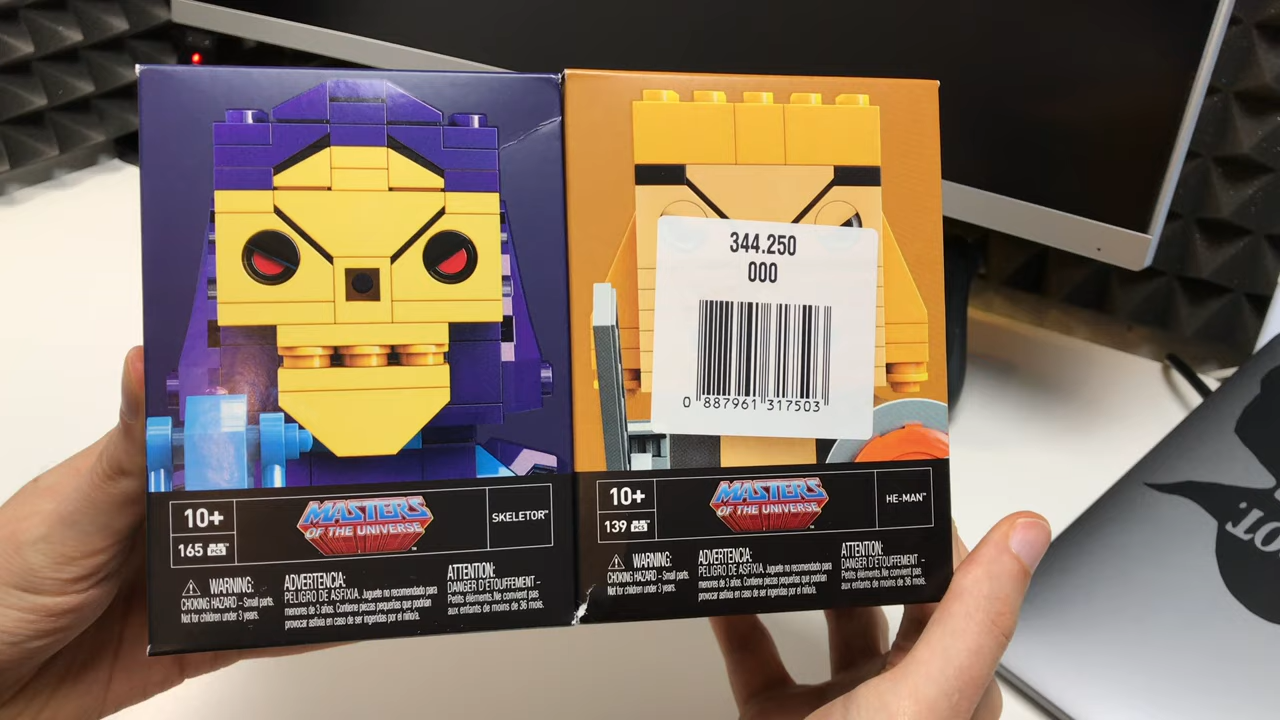 10+
165 PCS
MASTERS
OF THE UNIVERSE™
SKELETOR™
WARNING:
CHOKING HAZARD – Small parts.
Not for children under 3 years.
ADVERTENCIA:
PELIGRO DE ASFIXIA. Juguete no recomendado
menores de 3 años. Contiene piezas pequeñas que podrían
provocar asfixia en caso de ser ingeridas por el niño/a.
ATTENTION:
DANGER D'ÉTOUFFEMENT –
Petits éléments. Ne convient pas
aux enfants de moins de 36 mois.
344.250
000
0 887961 317503
10+
139 PCS
MASTERS
OF THE UNIVERSE™
HE-MAN™
WARNING:
CHOKING HAZARD – Small parts.
Not for children under 3 years.
ADVERTENCIA:
PELIGRO DE ASFIXIA. Juguete no recomendado
menores de 3 años. Contiene piezas pequeñas que podrían
provocar asfixia en caso de ser ingeridas por el niño/a.
ATTENTION:
DANGER D'ÉTOUFFEMENT –
Petits éléments. Ne convient pas
aux enfants de moins de 36 mois.